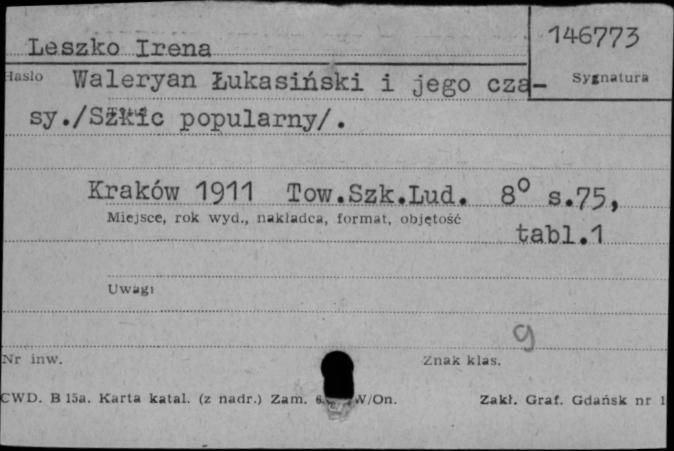 Leszko Irena
146773
Hasło Waleryan Łukasiński i jego cza-
Sygnatura
sy./Szkic popularny/.
Kraków 1911 Tow.Szk.Lud. 8° s.75,
Miejsce, rok wyd., nakładca, format, objętość
tabl.1
Uwagi
g
Nr inw.
Znak klas.
CWD. B 15a. Karta katal. (z nadr.) Zam. W/On.
Zakł. Graf. Gdańsk nr 1